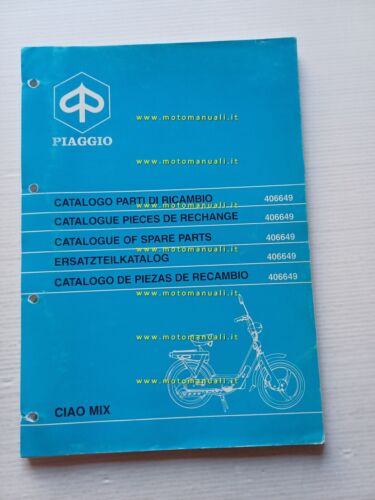 www.motomanuali.it
PIAGGIO
www.motomanuali.it
CATALOGO PARTI DI RICAMBIO 406649
www.motomanuali.it
CATALOGUE PIECES DE RECHANGE 406649
CATALOGUE OF SPARE PARTS 406649
www.motomanuali.it
ERSATZTEILKATALOG 406649
CATALOGO DE PIEZAS DE RECAMBIO 406649
www.motomanuali.it
www.motomanuali.it
www.motomanuali.it
CIAO MIX